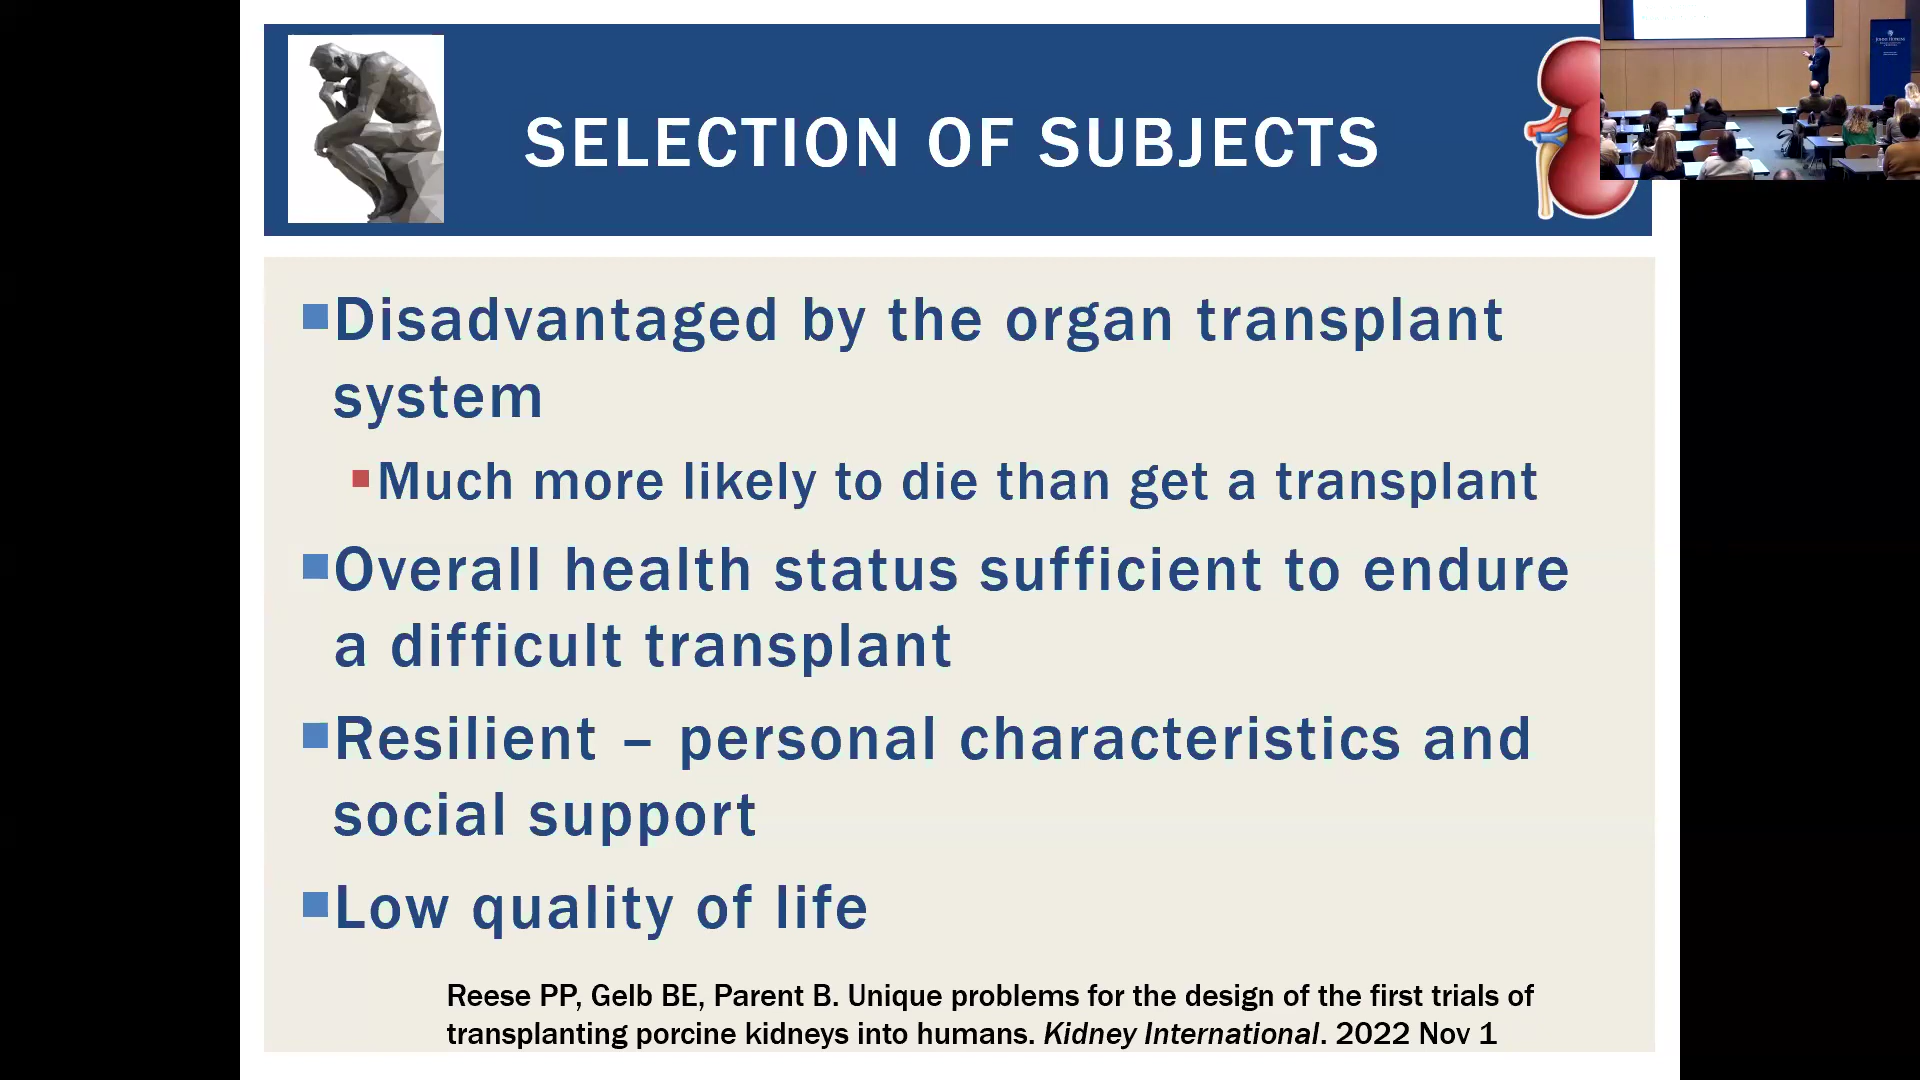 SELECTION OF SUBJECTS
Disadvantaged by the organ transplant
system
Much more likely to die than get a transplant
Overall health status sufficient to endure
a difficult transplant
Resilient – personal characteristics and
social support
Low quality of life
Reese PP, Gelb BE, Parent B. Unique problems for the design of the first trials of
transplanting porcine kidneys into humans. Kidney International. 2022 Nov 1
JOHNS HOPKINS